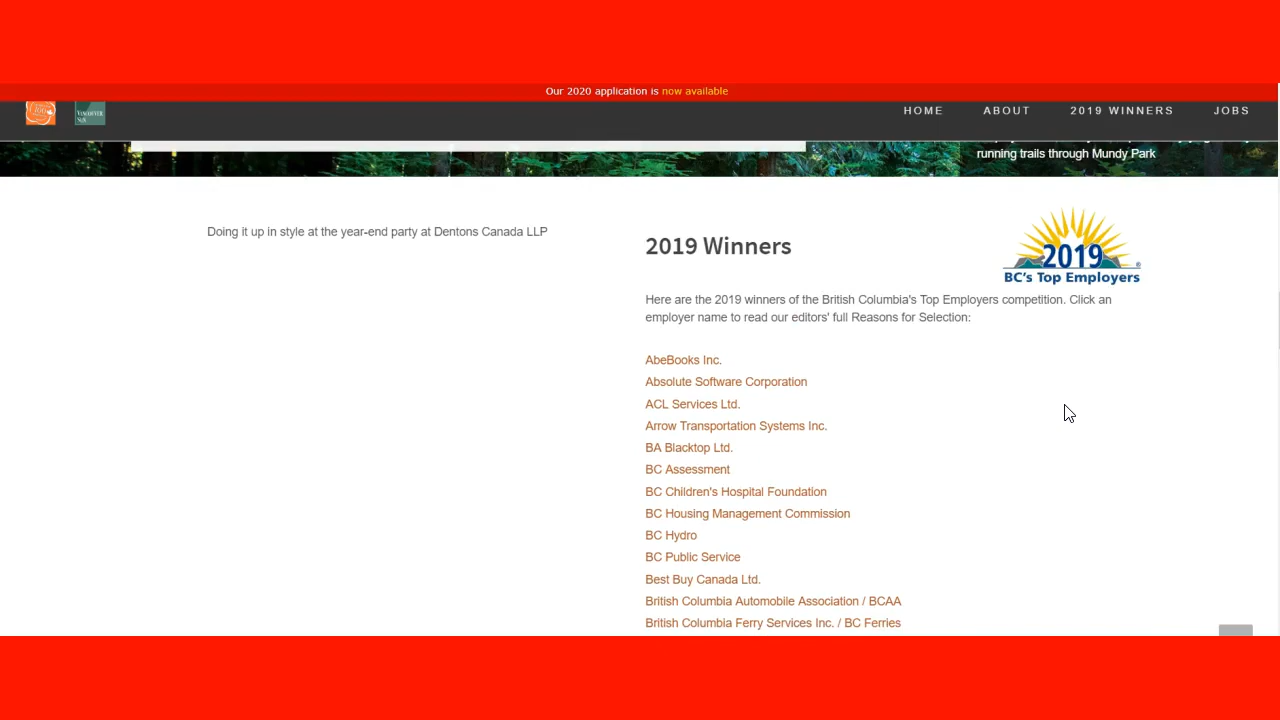 Our 2020 application is now available
HOME ABOUT 2019 WINNERS JOBS
running trails through Mundy Park
Doing it up in style at the year-end party at Dentons Canada LLP
2019 Winners
2019
BC's Top Employers
Here are the 2019 winners of the British Columbia's Top Employers competition. Click an
employer name to read our editors' full Reasons for Selection:
AbeBooks Inc.
Absolute Software Corporation
ACL Services Ltd.
Arrow Transportation Systems Inc.
BA Blacktop Ltd.
BC Assessment
BC Children's Hospital Foundation
BC Housing Management Commission
BC Hydro
BC Public Service
Best Buy Canada Ltd.
British Columbia Automobile Association / BCAA
British Columbia Ferry Services Inc. / BC Ferries